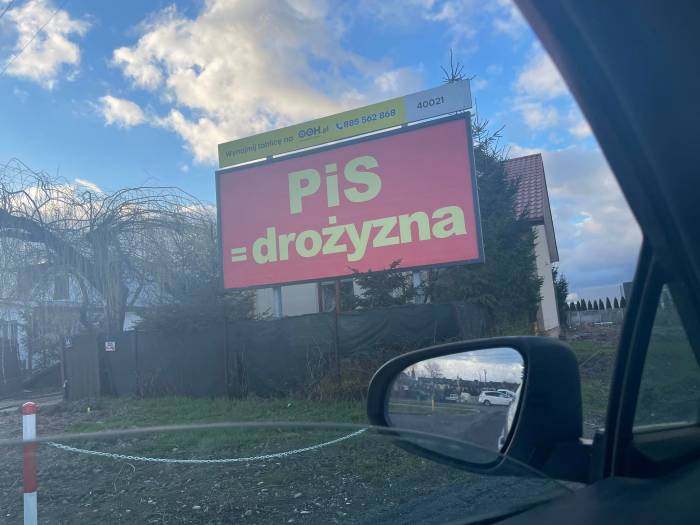 Wynajmij tablicę na OOH.pl 885 562 868 40021
PiS
= drożyzna